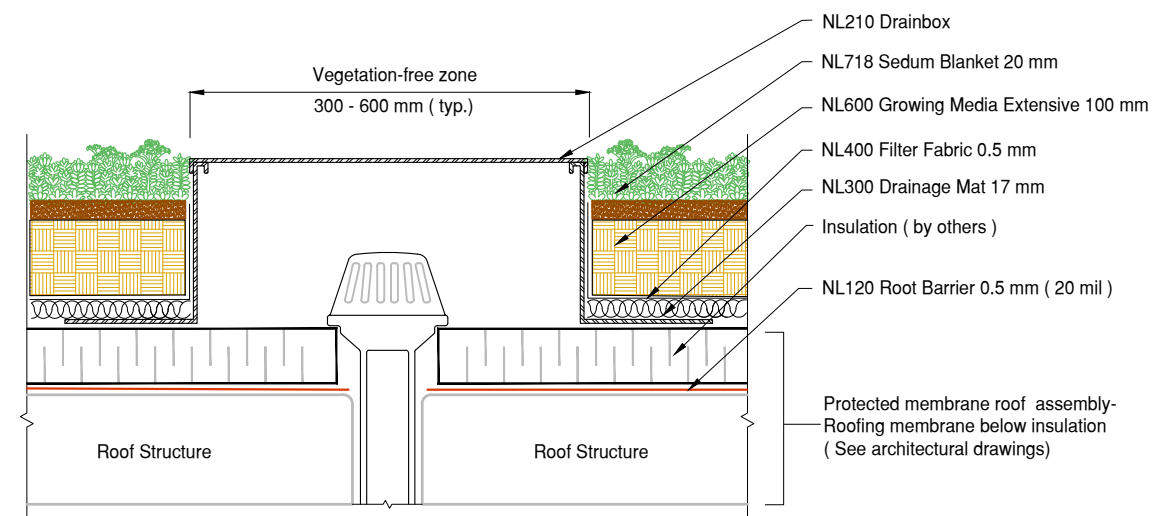 NL210 Drainbox
NL718 Sedum Blanket 20 mm
Vegetation-free zone
300 - 600 mm ( typ.)
NL600 Growing Media Extensive 100 mm
NL400 Filter Fabric 0.5 mm
NL300 Drainage Mat 17 mm
Insulation ( by others )
NL120 Root Barrier 0.5 mm ( 20 mil )
Protected membrane roof assembly-
Roofing membrane below insulation
( See architectural drawings)
Roof Structure
Roof Structure